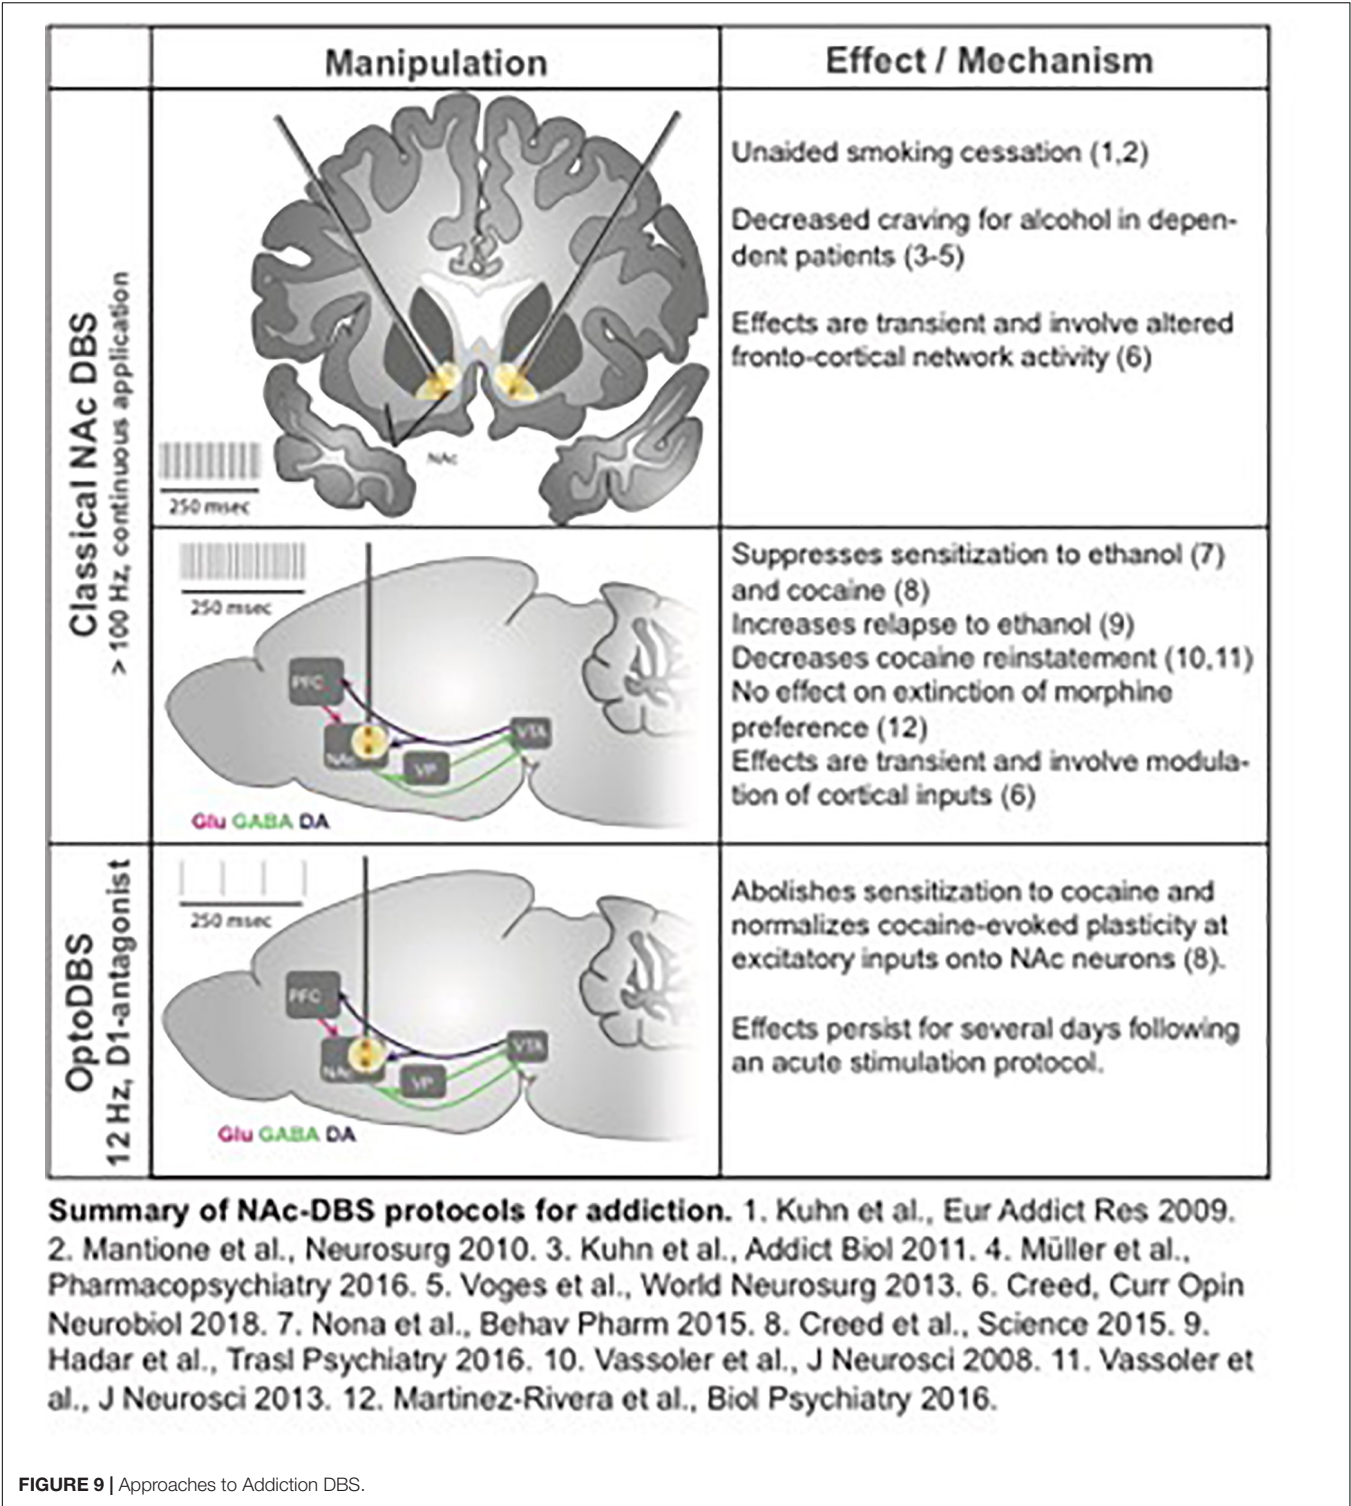 Manipulation
Effect / Mechanism
Classical NAc DBS
> 100 Hz, continuous application
NAc
250 msec
Unaided smoking cessation (1,2)
Decreased craving for alcohol in depen-
dent patients (3-5)
Effects are transient and involve altered
fronto-cortical network activity (6)
250 msec
PFC
NAc
VP
VTA
Glu GABA DA
Suppresses sensitization to ethanol (7)
and cocaine (8)
Increases relapse to ethanol (9)
Decreases cocaine reinstatement (10,11)
No effect on extinction of morphine
preference (12)
Effects are transient and involve modula-
tion of cortical inputs (6)
OptoDBS
12 Hz, D1-antagonist
250 msec
PFC
NAc
VP
VTA
Glu GABA DA
Abolishes sensitization to cocaine and
normalizes cocaine-evoked plasticity at
excitatory inputs onto NAc neurons (8).
Effects persist for several days following
an acute stimulation protocol.
Summary of NAc-DBS protocols for addiction. 1. Kuhn et al., Eur Addict Res 2009.
2. Mantione et al., Neurosurg 2010. 3. Kuhn et al., Addict Biol 2011. 4. Müller et al.,
Pharmacopsychiatry 2016. 5. Voges et al., World Neurosurg 2013. 6. Creed, Curr Opin
Neurobiol 2018. 7. Nona et al., Behav Pharm 2015. 8. Creed et al., Science 2015. 9.
Hadar et al., Trasl Psychiatry 2016. 10. Vassoler et al., J Neurosci 2008. 11. Vassoler et
al., J Neurosci 2013. 12. Martinez-Rivera et al., Biol Psychiatry 2016.
FIGURE 9 | Approaches to Addiction DBS.